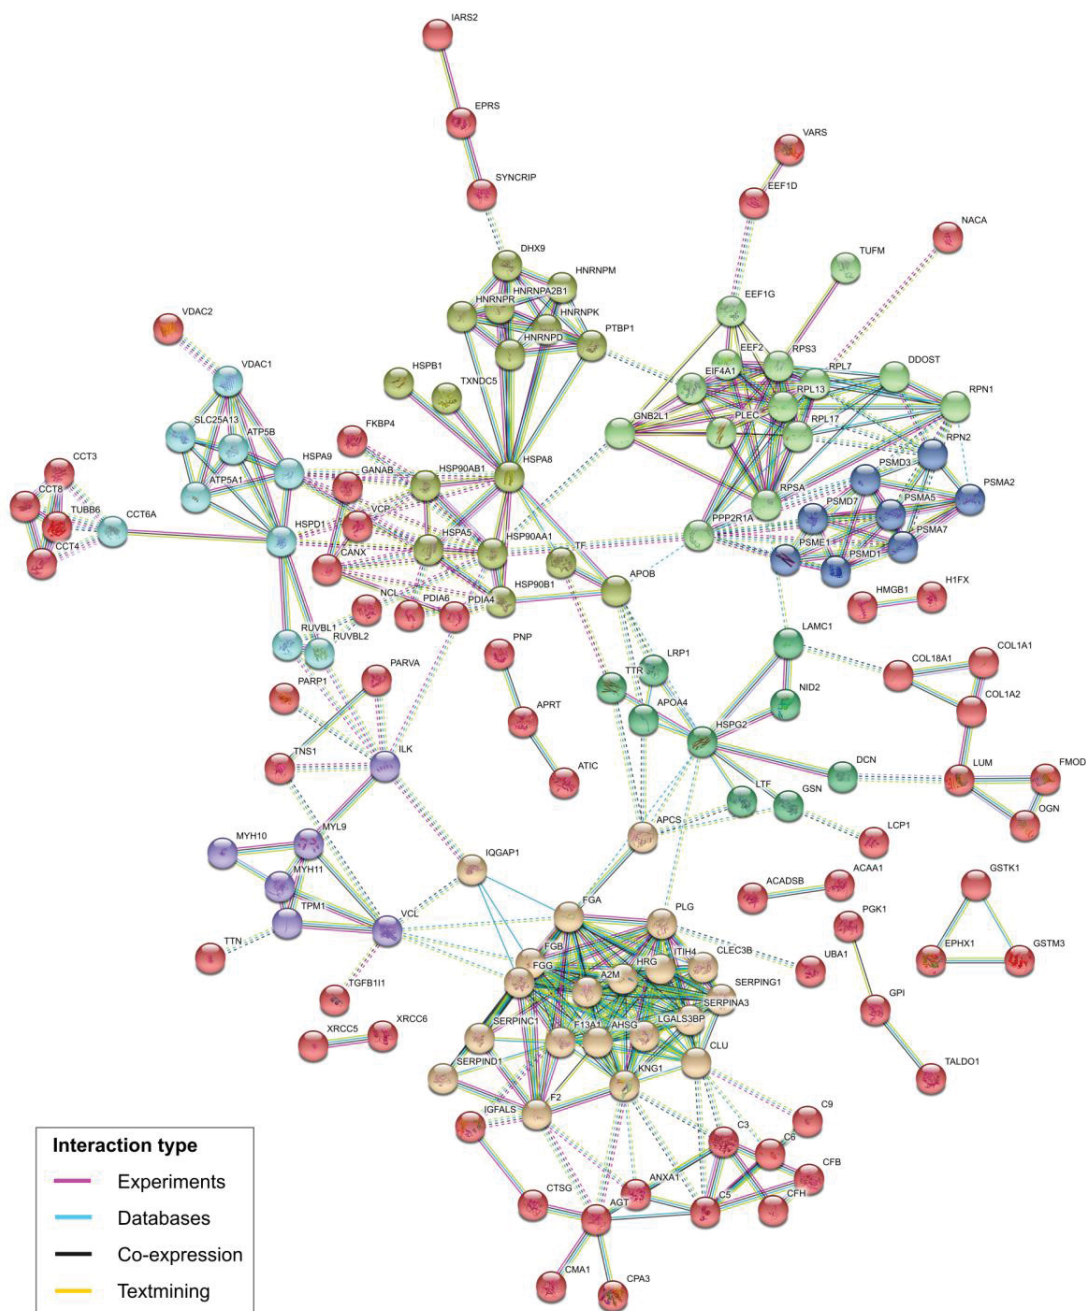 IARS2
EPRS
VARS
SYNCRIP
EEF1D
NACA
DHX9
TUFM
HNRNPM
HNRNPA2B1
HNRNPR
EEF1G
VDAC2
HNRNPK
PTBP1
HNRNPD
EEF2
RPS3
RPL7
DDOST
VDAC1
HSPB1
TXNDC5
EIF4A1
RPL13
RPN1
SLC25A13
ATP5B
FKBP4
GNB2L1
PLEC
RPL17
RPN2
CCT3
HSPA9
GANAB
HSP90AB1
HSPA8
PSMD3
ATP5A1
PSMA2
CCT8
RPSA
PSMD7
PSMA5
TUBB6
CCT6A
HSPD1
VCP
PPP2R1A
PSMA7
CCT4
HSPA5
HSP90AA1
TF
PSME1
PSMD1
CANX
APOB
HSP90B1
NCL
PDIA6
PDIA4
HMGB1
H1FX
RUVBL1
RUVBL2
PNP
LAMC1
COL1A1
PARVA
LRP1
COL18A1
PARP1
TTR
NID2
COL1A2
APOA4
APRT
HSPG2
TNS1
ILK
ATIC
DCN
LUM
FMOD
LTF
GSN
OGN
MYH10
MYL9
IQGAP1
APCS
LCP1
MYH11
ACADSB
ACAA1
GSTK1
TPM1
VCL
FGA
PLG
PGK1
TTN
FGB
ITIH4
CLEC3B
UBA1
EPHX1
GSTM3
FGG
HRG
A2M
SERPING1
TGFB1I1
SERPINA3
GPI
XRCC5
XRCC6
SERPINC1
F13A1
AHSG
LGALS3BP
SERPIND1
CLU
TALDO1
KNG1
F2
IGFALS
C9
C3
C6
CFB
CTSG
ANXA1
AGT
C5
CFH
CMA1
CPA3
Interaction type
Experiments
Databases
Co-expression
Textmining